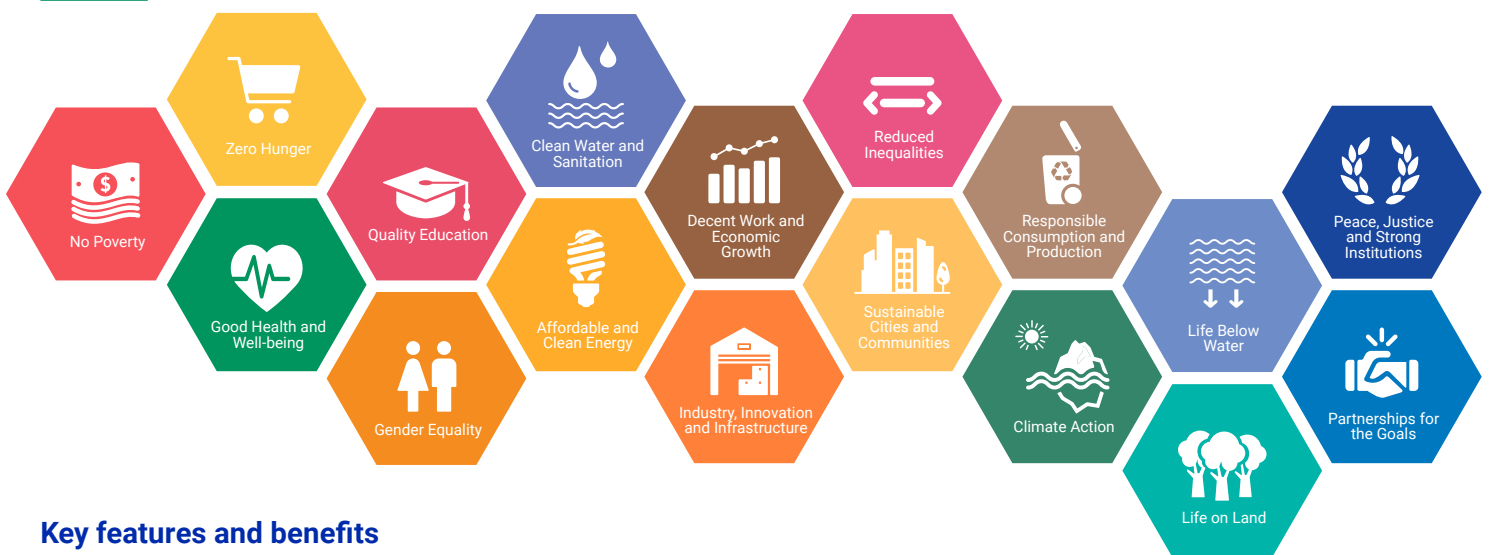 No Poverty
Zero Hunger
Good Health and
Well-being
Quality Education
Gender Equality
Clean Water and
Sanitation
Affordable and
Clean Energy
Decent Work and
Economic
Growth
Industry, Innovation
and Infrastructure
Reduced
Inequalities
Sustainable
Cities and
Communities
Responsible
Consumption and
Production
Climate Action
Life Below
Water
Life on Land
Peace, Justice
and Strong
Institutions
Partnerships for
the Goals
Key features and benefits